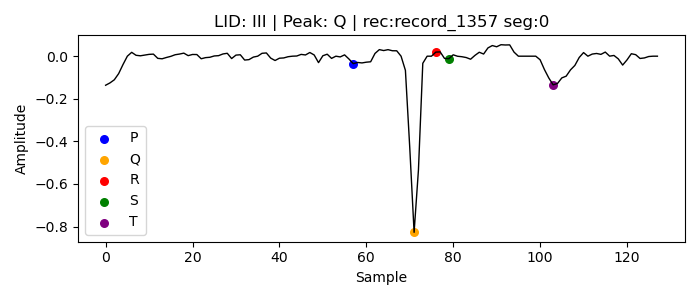 LID: III | Peak: Q | rec:record_1357 seg:0
Amplitude
0.0
−0.2
−0.4
−0.6
−0.8
P
Q
R
S
T
0 20 40 60 80 100 120
Sample